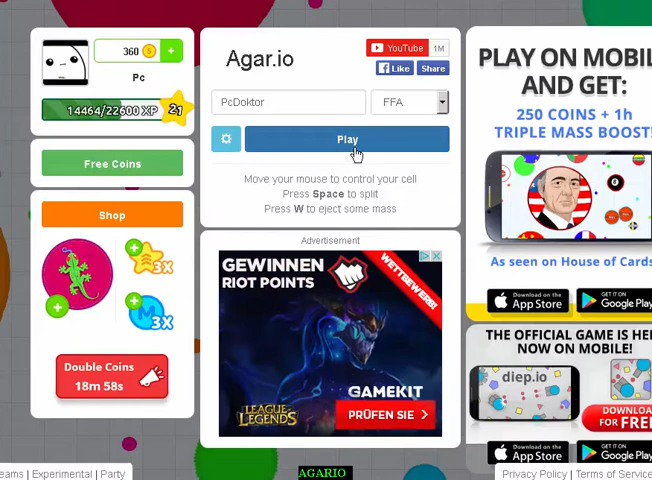 360
Pc
14464/22600 XP
21
Free Coins
Shop
3X
M
3X
Double Coins
18m 58s
Agar.io
YouTube 1M
Like Share
PcDoktor FFA
Play
Move your mouse to control your cell
Press Space to split
Press W to eject some mass
Advertisement
GEWINNEN
RIOT POINTS
WETTBEWERB!
GAMEKIT
LEAGUE OF
LEGENDS
PRÜFEN SIE >
PLAY ON MOBIL
AND GET:
250 COINS + 1h
TRIPLE MASS BOOST!
8
As seen on House of Cards
Download on the
App Store
GET IT ON
Google Play
THE OFFICIAL GAME IS HE
NOW ON MOBILE!
diep.io
DOWNLOA
FOR FREE
Download on the
App Store
GET IT ON
Google Play
eams | Experimental | Party
AGARIO
Privacy Policy | Terms of Service